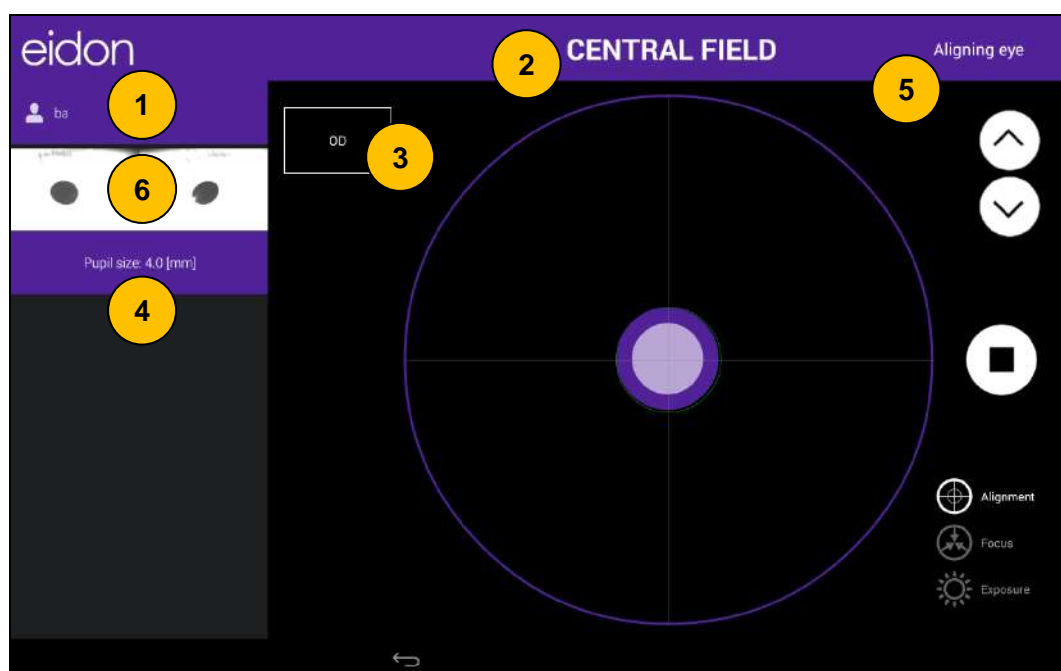 eidon
CENTRAL FIELD
Aligning eye
2
5
1
ba
OD
3
6
Pupil size: 4.0 [mm]
4
Alignment
Focus
Exposure